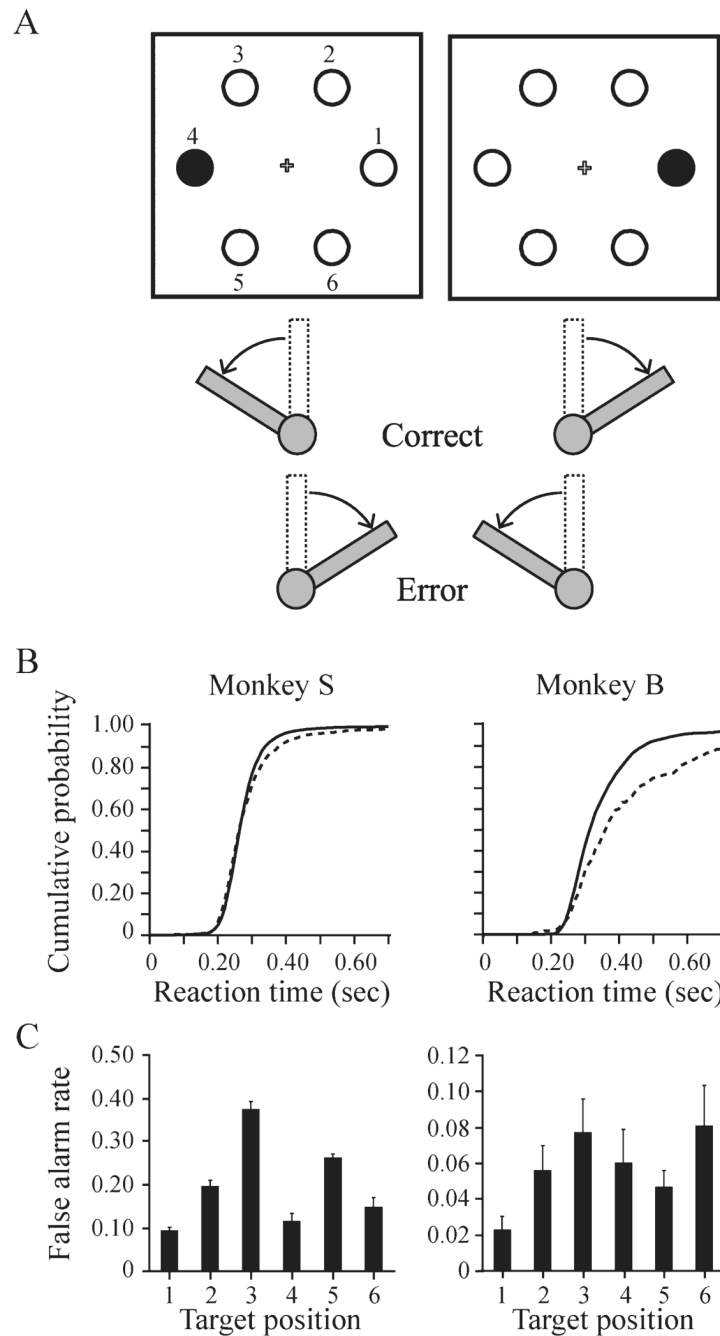 A
3 2
4 1
5 6
Correct
Error
B
Monkey S Monkey B
Cumulative probability
1.00
0.80
0.60
0.40
0.20
0
0 0.20 0.40 0.60 0 0.20 0.40 0.60
Reaction time (sec) Reaction time (sec)
C
False alarm rate
0.50 0.12
0.40 0.10
0.30 0.08
0.20 0.06
0.10 0.04
0 0.02
0
1 2 3 4 5 6 1 2 3 4 5 6
Target position Target position